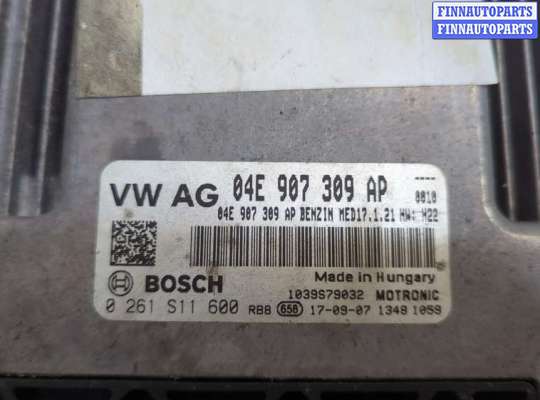 FINNAUTOPARTS
FINNAUTOPARTS
VW AG 04E 907 309 AP ----
0010
04E 907 309 AP BENZIN MED17.1.21 HW: H22
BOSCH
Made in Hungary
1039S79032 MOTRONIC
0 261 S11 600 RBB 658 17-09-07 1348 1059